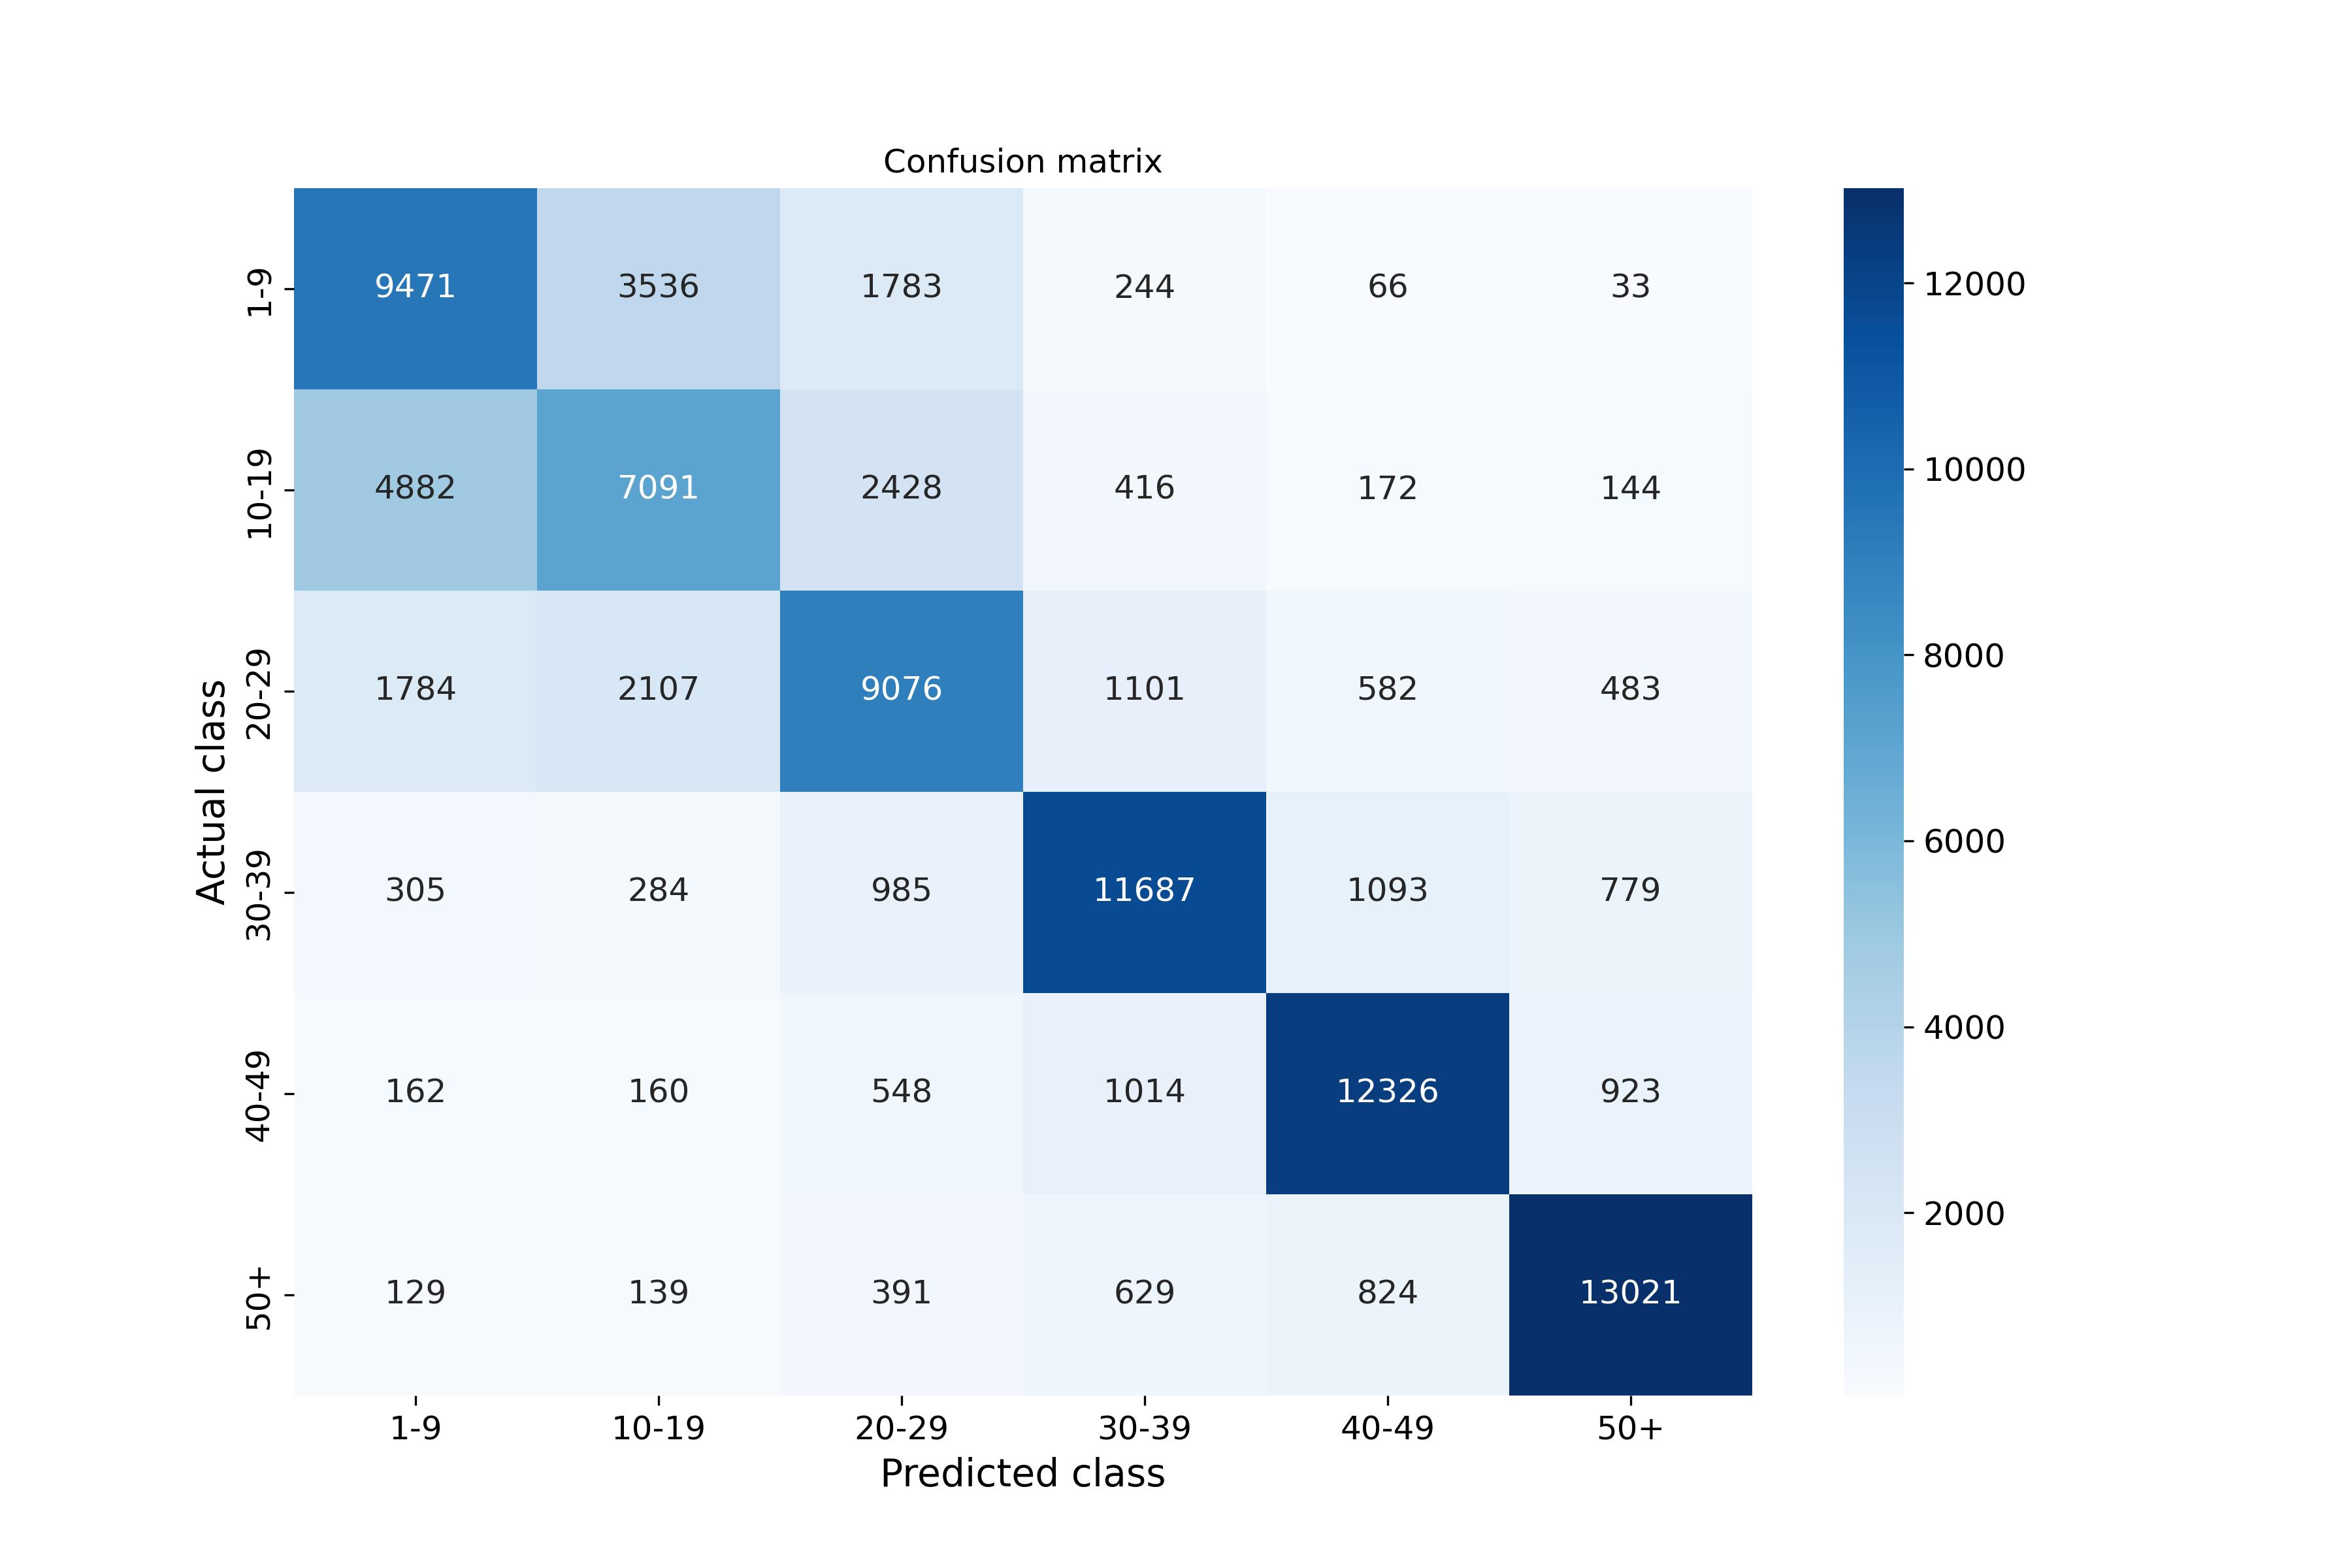 Confusion matrix
1-9 9471 3536 1783 244 66 33
10-19 4882 7091 2428 416 172 144
20-29 1784 2107 9076 1101 582 483
30-39 305 284 985 11687 1093 779
40-49 162 160 548 1014 12326 923
50+ 129 139 391 629 824 13021
1-9 10-19 20-29 30-39 40-49 50+
Predicted class
Actual class
12000
10000
8000
6000
4000
2000